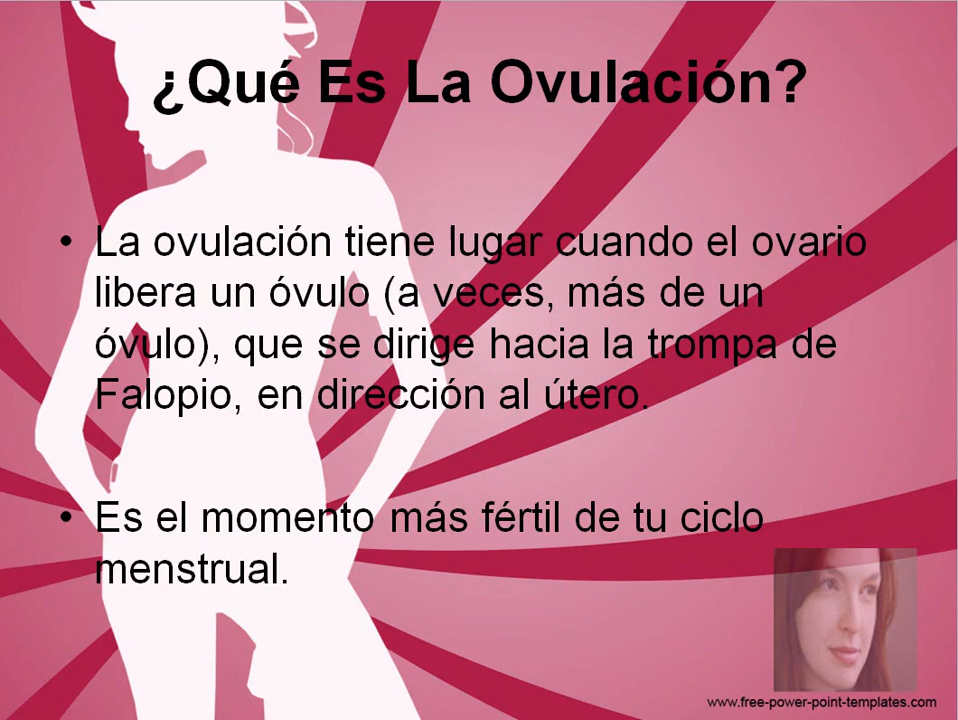 ¿Qué Es La Ovulación?
• La ovulación tiene lugar cuando el ovario
libera un óvulo (a veces, más de un
óvulo), que se dirige hacia la trompa de
Falopio, en dirección al útero.
• Es el momento más fértil de tu ciclo
menstrual.
www.free-power-point-templates.com